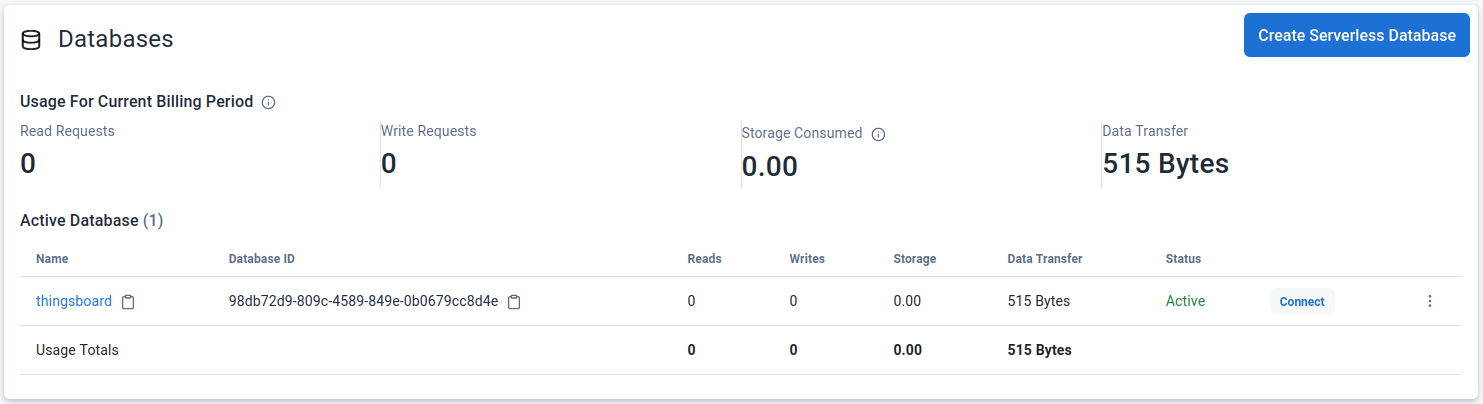 Databases
Create Serverless Database
Usage For Current Billing Period
Read Requests Write Requests Storage Consumed Data Transfer
0 0 0.00 515 Bytes
Active Database (1)
Name Database ID Reads Writes Storage Data Transfer Status
thingsboard 98db72d9-809c-4589-849e-0b0679cc8d4e 0 0 0.00 515 Bytes Active Connect
Usage Totals 0 0 0.00 515 Bytes